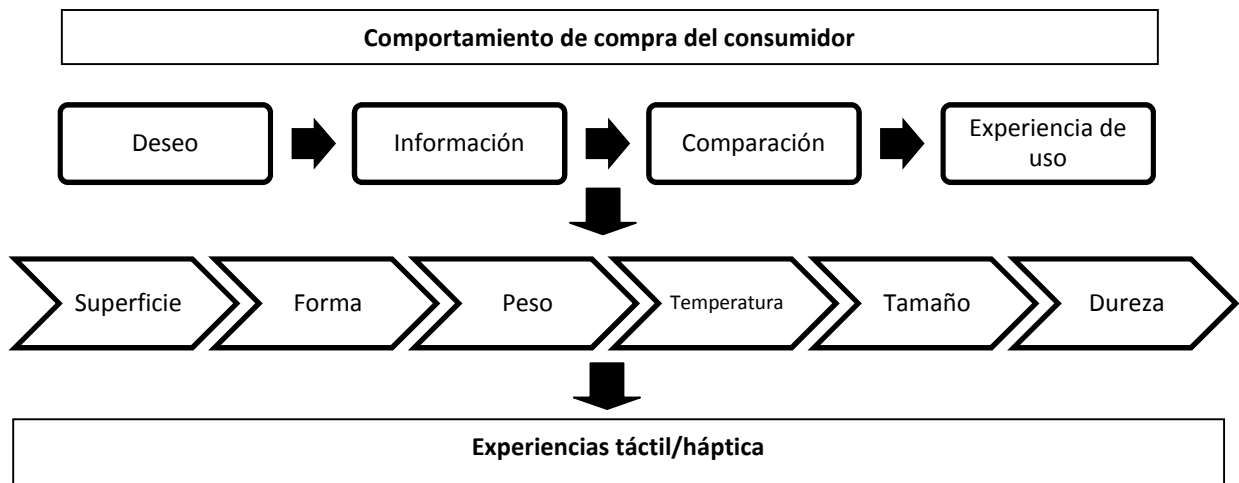 Comportamiento de compra del consumidor
Deseo
Información
Comparación
Experiencia de
uso
Superficie
Forma
Peso
Temperatura
Tamaño
Dureza
Experiencias táctil/háptica